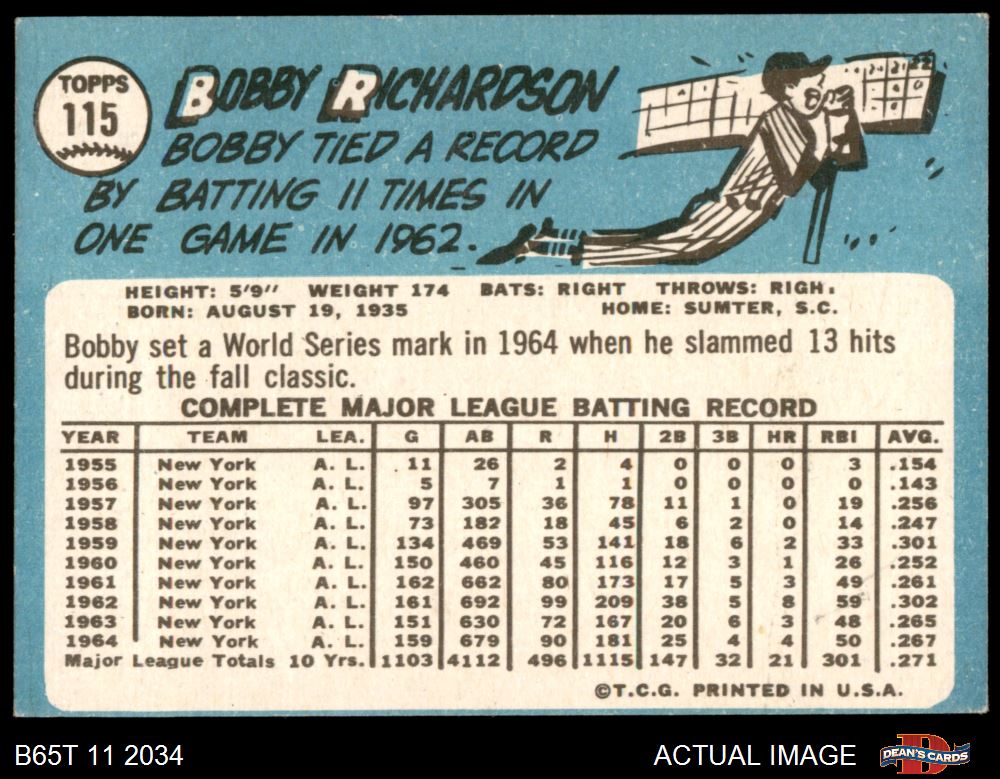 TOPPS
115
BOBBY RICHARDSON
BOBBY TIED A RECORD
BY BATTING 11 TIMES IN
ONE GAME IN 1962.
HEIGHT: 5'9" WEIGHT 174 BATS: RIGHT THROWS: RIGH.
BORN: AUGUST 19, 1935 HOME: SUMTER, S.C.
Bobby set a World Series mark in 1964 when he slammed 13 hits
during the fall classic.
COMPLETE MAJOR LEAGUE BATTING RECORD
YEAR TEAM LEA. G AB R H 2B 3B HR RBI AVG.
1955 New York A. L. 11 26 2 4 0 0 0 3 .154
1956 New York A. L. 5 7 1 1 0 0 0 0 .143
1957 New York A. L. 97 305 36 78 11 1 0 19 .256
1958 New York A. L. 73 182 18 45 6 2 0 14 .247
1959 New York A. L. 134 469 53 141 18 6 2 33 .301
1960 New York A. L. 150 460 45 116 12 3 1 26 .252
1961 New York A. L. 162 662 80 173 17 5 3 49 .261
1962 New York A. L. 161 692 99 209 38 5 8 59 .302
1963 New York A. L. 151 630 72 167 20 6 3 48 .265
1964 New York A. L. 159 679 90 181 25 4 4 50 .267
Major League Totals 10 Yrs. 1103 4112 496 1115 147 32 21 301 .271
©T.C.G. PRINTED IN U.S.A.
B65T 11 2034 ACTUAL IMAGE DEAN'S CARDS